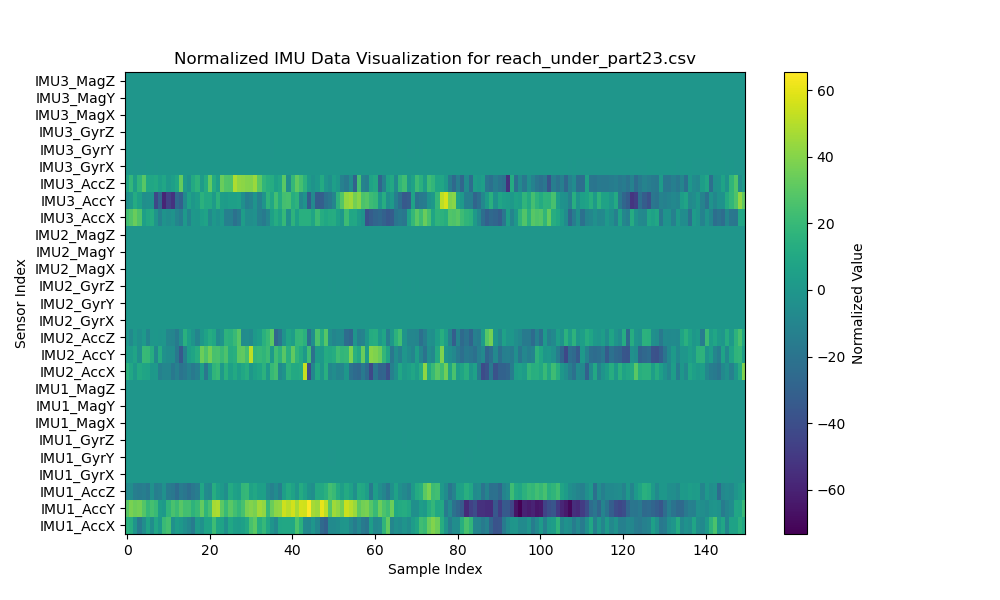 Normalized IMU Data Visualization for reach_under_part23.csv
IMU3_MagZ
IMU3_MagY
IMU3_MagX
IMU3_GyrZ
IMU3_GyrY
IMU3_GyrX
IMU3_AccZ
IMU3_AccY
IMU3_AccX
IMU2_MagZ
IMU2_MagY
IMU2_MagX
IMU2_GyrZ
IMU2_GyrY
IMU2_GyrX
IMU2_AccZ
IMU2_AccY
IMU2_AccX
IMU1_MagZ
IMU1_MagY
IMU1_MagX
IMU1_GyrZ
IMU1_GyrY
IMU1_GyrX
IMU1_AccZ
IMU1_AccY
IMU1_AccX
Sensor Index
0 20 40 60 80 100 120 140
Sample Index
60
40
20
0
−20
−40
−60
Normalized Value